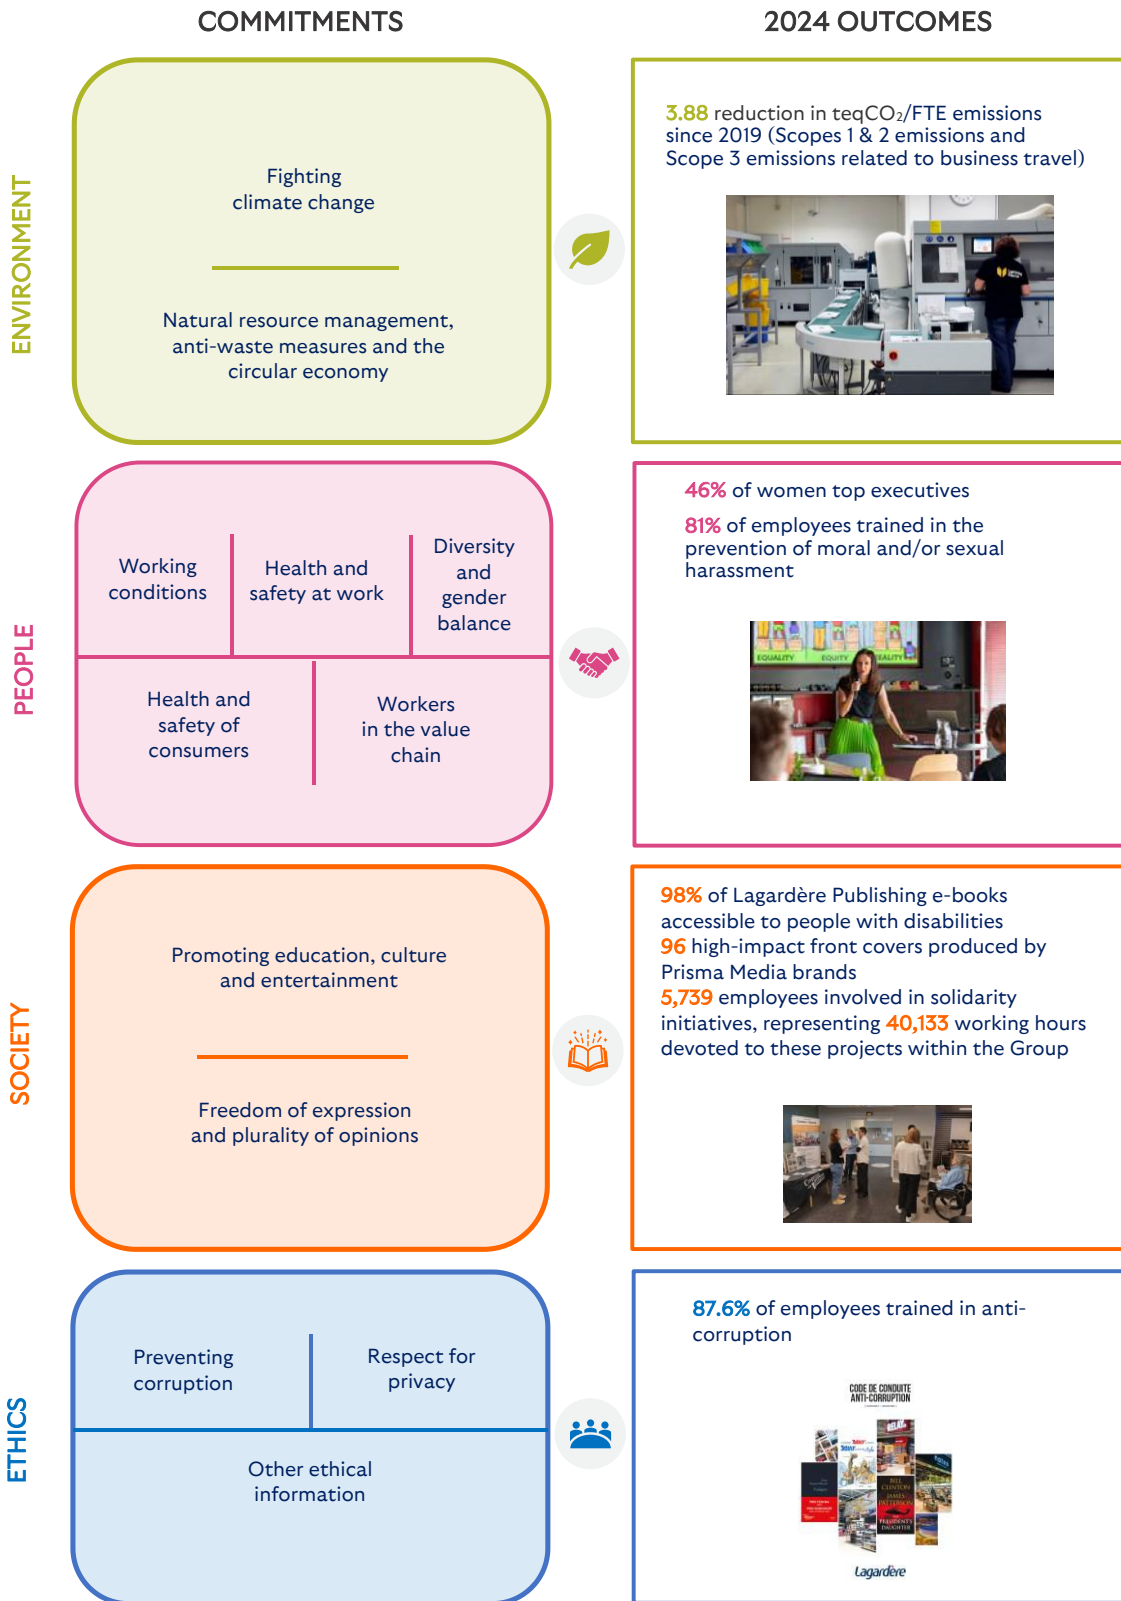 COMMITMENTS
2024 OUTCOMES
ENVIRONMENT
Fighting
climate change
Natural resource management,
anti-waste measures and the
circular economy
3.88 reduction in teqCO₂/FTE emissions
since 2019 (Scopes 1 & 2 emissions and
Scope 3 emissions related to business travel)
PEOPLE
Working
conditions
Health and
safety at work
Diversity
and
gender
balance
Health and
safety of
consumers
Workers
in the value
chain
46% of women top executives
81% of employees trained in the
prevention of moral and/or sexual
harassment
EQUALITY
EQUITY
REALITY
SOCIETY
Promoting education, culture
and entertainment
Freedom of expression
and plurality of opinions
98% of Lagardère Publishing e-books
accessible to people with disabilities
96 high-impact front covers produced by
Prisma Media brands
5,739 employees involved in solidarity
initiatives, representing 40,133 working hours
devoted to these projects within the Group
ETHICS
Preventing
corruption
Respect for
privacy
Other ethical
information
87.6% of employees trained in anti-
corruption
CODE DE CONDUITE
ANTI-CORRUPTION
RELAY
BILL
CLINTON
JAMES
PATTERSON
THE
PRESIDENT'S
DAUGHTER
Lagardère